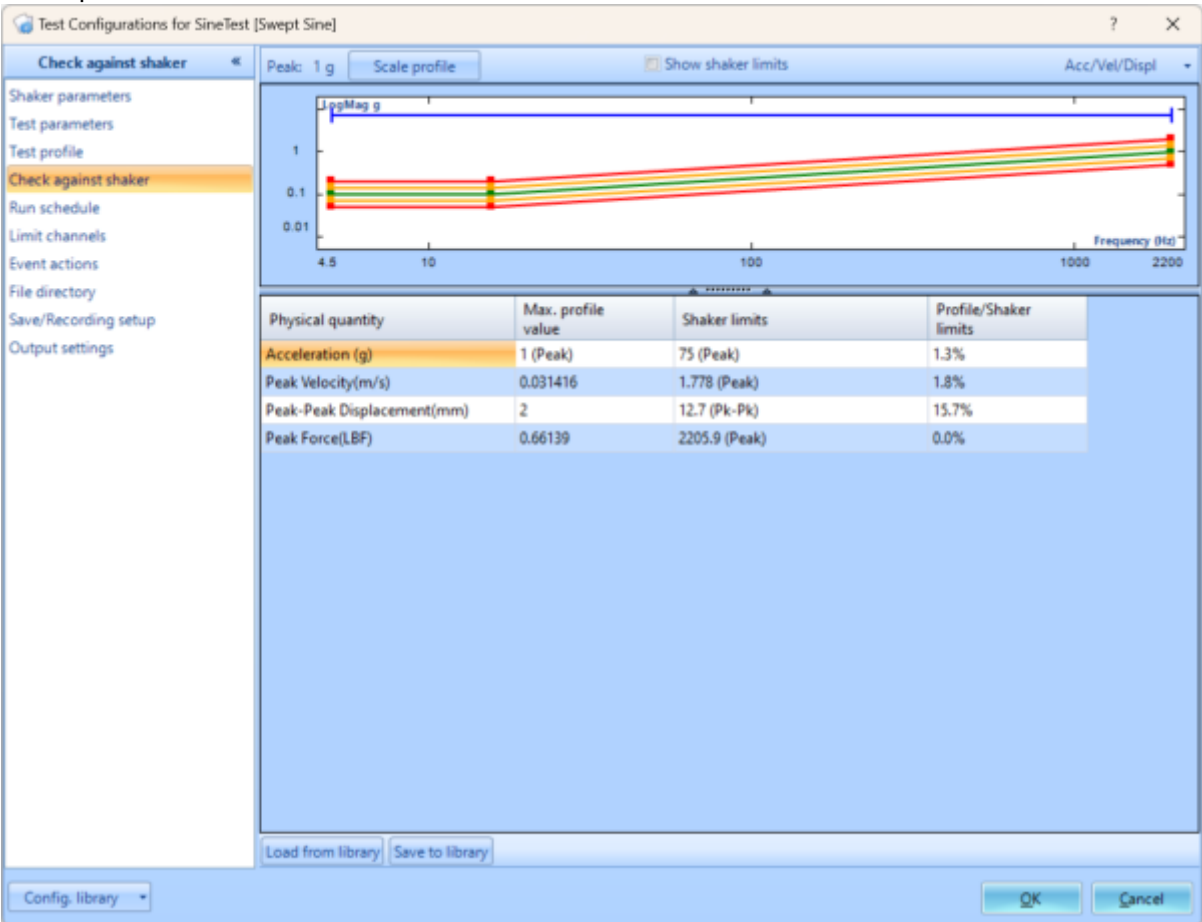 Test Configurations for SineTest [Swept Sine]
?
Check against shaker «
Shaker parameters
Test parameters
Test profile
Check against shaker
Run schedule
Limit channels
Event actions
File directory
Save/Recording setup
Output settings
Peak: 1 g Scale profile Show shaker limits Acc/Vel/Displ
LogMag g
1
0.1
0.01
Frequency (Hz)
4.5 10 100 1000 2200
Physical quantity Max. profile value Shaker limits Profile/Shaker limits
Acceleration (g) 1 (Peak) 75 (Peak) 1.3%
Peak Velocity(m/s) 0.031416 1.778 (Peak) 1.8%
Peak-Peak Displacement(mm) 2 12.7 (Pk-Pk) 15.7%
Peak Force(LBF) 0.66139 2205.9 (Peak) 0.0%
Load from library Save to library
Config. library OK Cancel